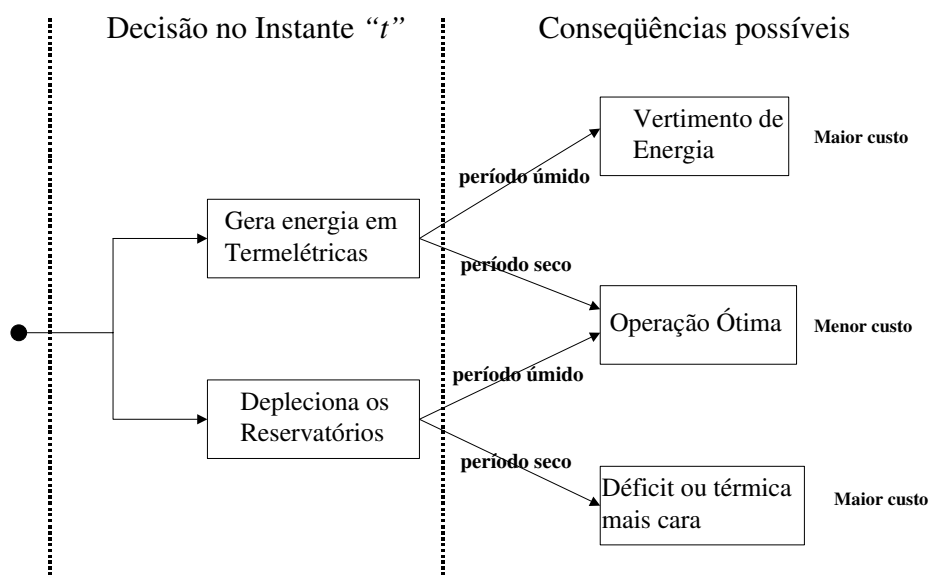 Decisão no Instante “t”
Conseqüências possíveis
Vertimento de
Energia
Maior custo
período úmido
Gera energia em
Termelétricas
período seco
Operação Ótima
Menor custo
período úmido
Depleciona os
Reservatórios
período seco
Déficit ou térmica
mais cara
Maior custo